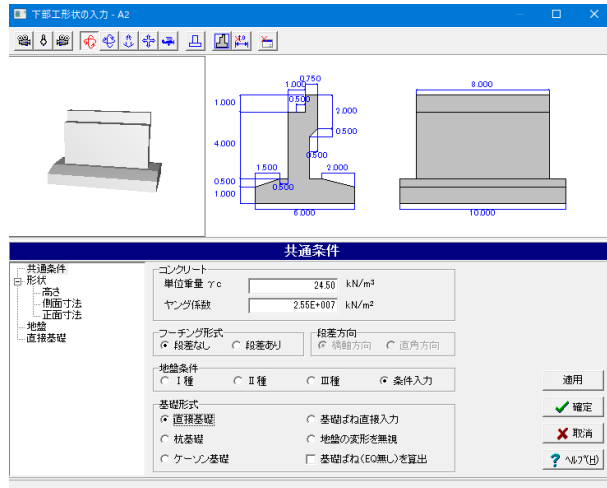 下部工形状の入力 - A2
1.000
0.750
8.000
1.000
0.500
2.000
0.500
4.000
0.500
1.500
2.000
0.500
0.500
1.000
6.000
10.000
共通条件
共通条件
形状
高さ
側面寸法
正面寸法
地盤
直接基礎
コンクリート
単位重量 γc 24.50 kN/m³
ヤング係数 2.55E+007 kN/m²
フーチング形式
段差なし 段差あり
段差方向
橋軸方向 直角方向
地盤条件
Ⅰ種 Ⅱ種 Ⅲ種 条件入力
基礎形式
直接基礎 基礎ばね直接入力
杭基礎 地盤の変形を無視
ケーソン基礎 基礎ばね(EQ無し)を算出
適用
確定
取消
? ヘルプ(H)